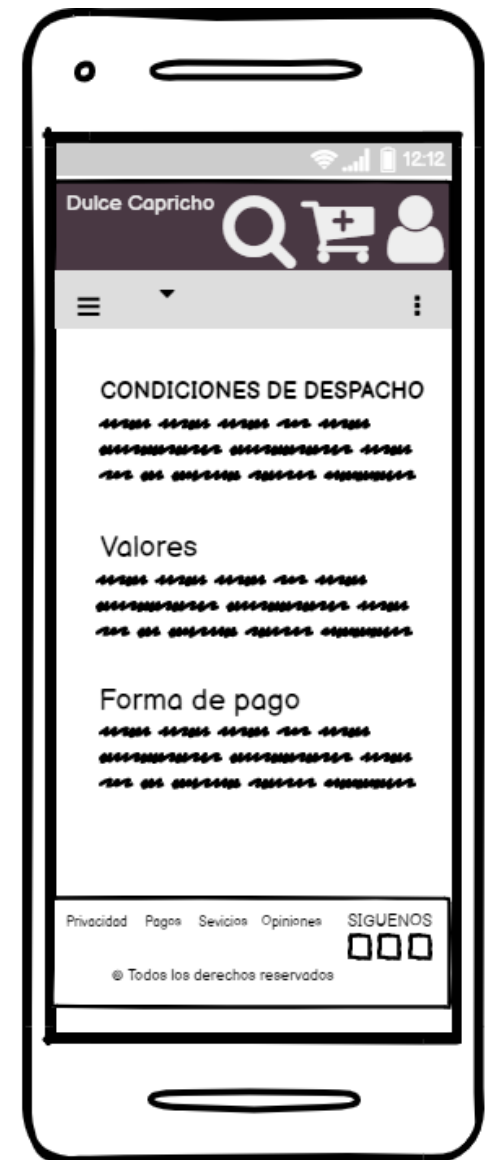 12:12
Dulce Capricho
CONDICIONES DE DESPACHO
Valores
Forma de pago
Privacidad Pagos Sevicios Opiniones SIGUENOS
© Todos los derechos reservados